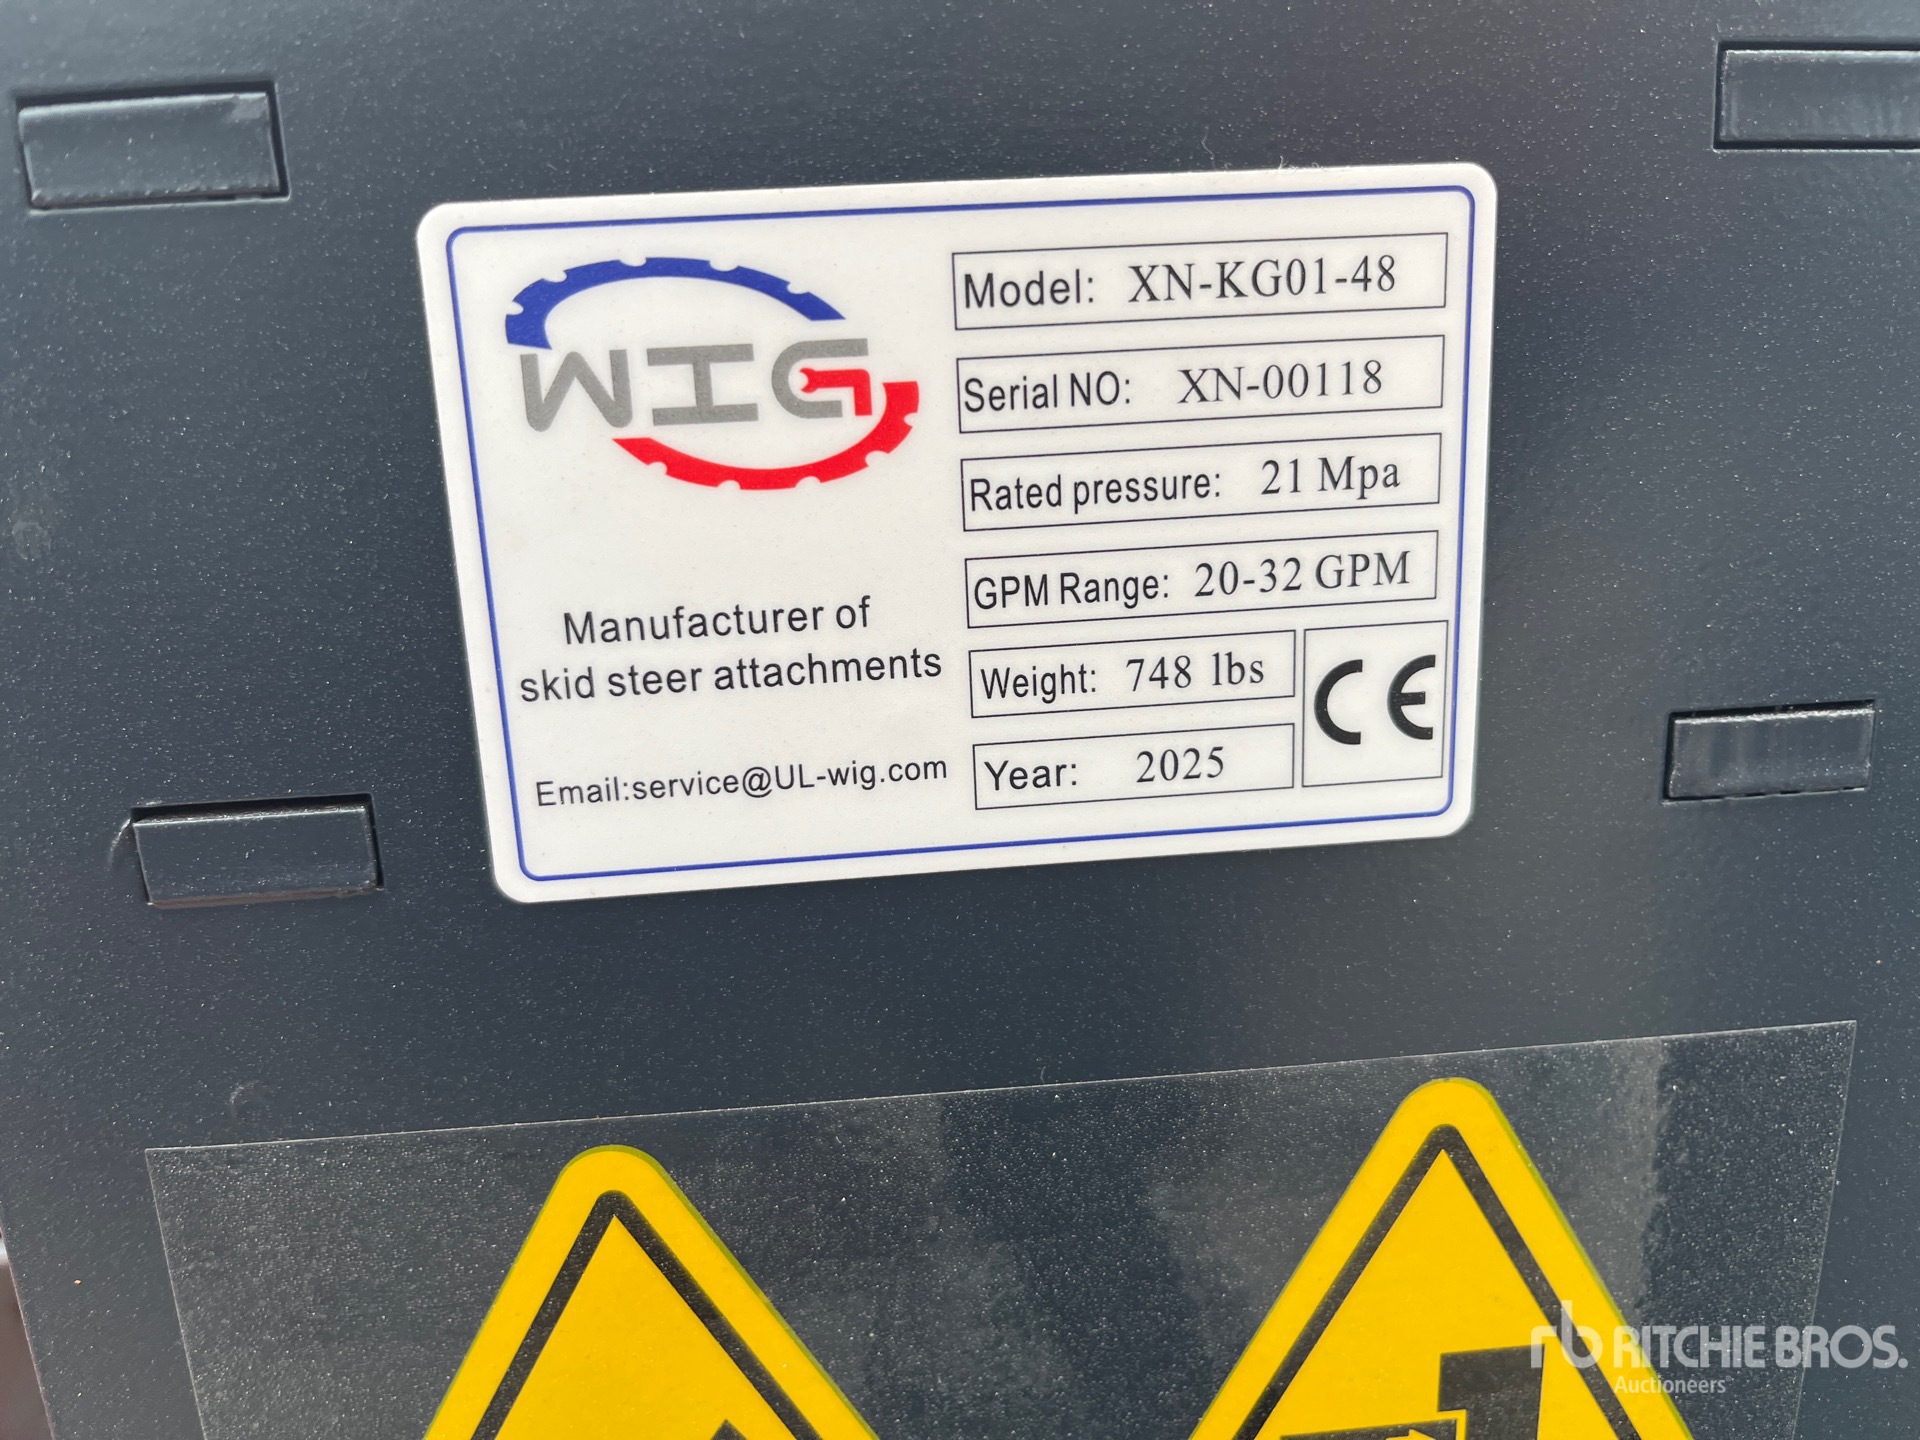 WIG
Manufacturer of
skid steer attachments
Email:service@UL-wig.com
Model: XN-KG01-48
Serial NO: XN-00118
Rated pressure: 21 Mpa
GPM Range: 20-32 GPM
Weight: 748 lbs
Year: 2025
CE
rb RITCHIE BROS.
Auctioneers